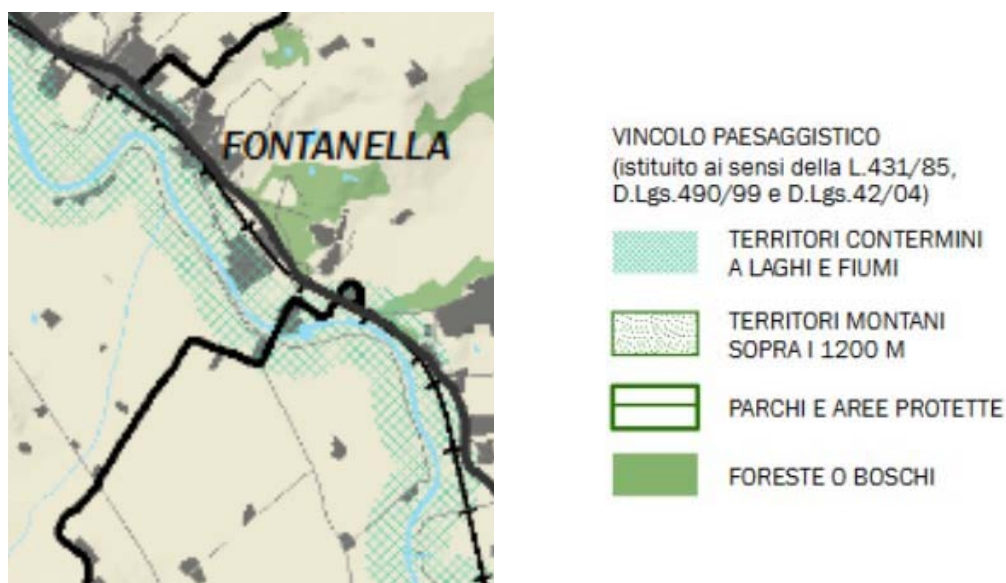 FONTANELLA
VINCOLO PAESAGGISTICO
(istituito ai sensi della L.431/85,
D.Lgs.490/99 e D.Lgs.42/04)
TERRITORI CONTERMINI
A LAGHI E FIUMI
TERRITORI MONTANI
SOPRA I 1200 M
PARCHI E AREE PROTETTE
FORESTE O BOSCHI